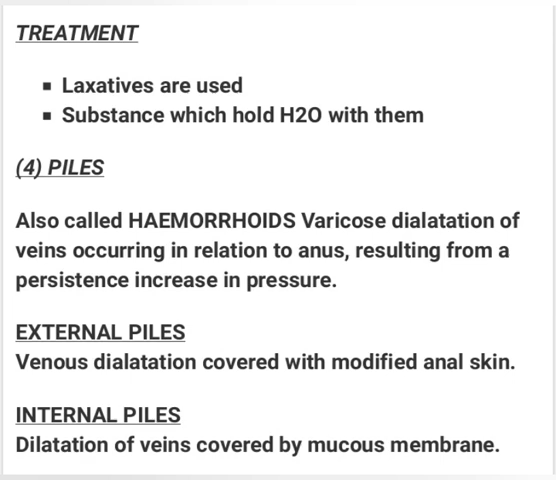 TREATMENT
▪ Laxatives are used
▪ Substance which hold H2O with them
(4) PILES
Also called HAEMORRHOIDS Varicose dialatation of
veins occurring in relation to anus, resulting from a
persistence increase in pressure.
EXTERNAL PILES
Venous dialatation covered with modified anal skin.
INTERNAL PILES
Dilatation of veins covered by mucous membrane.